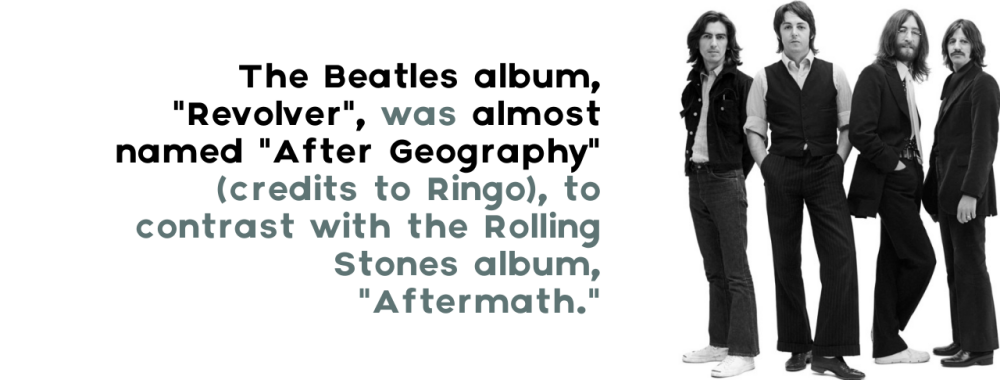 The Beatles album,
"Revolver", was almost
named "After Geography"
(credits to Ringo), to
contrast with the Rolling
Stones album,
"Aftermath."